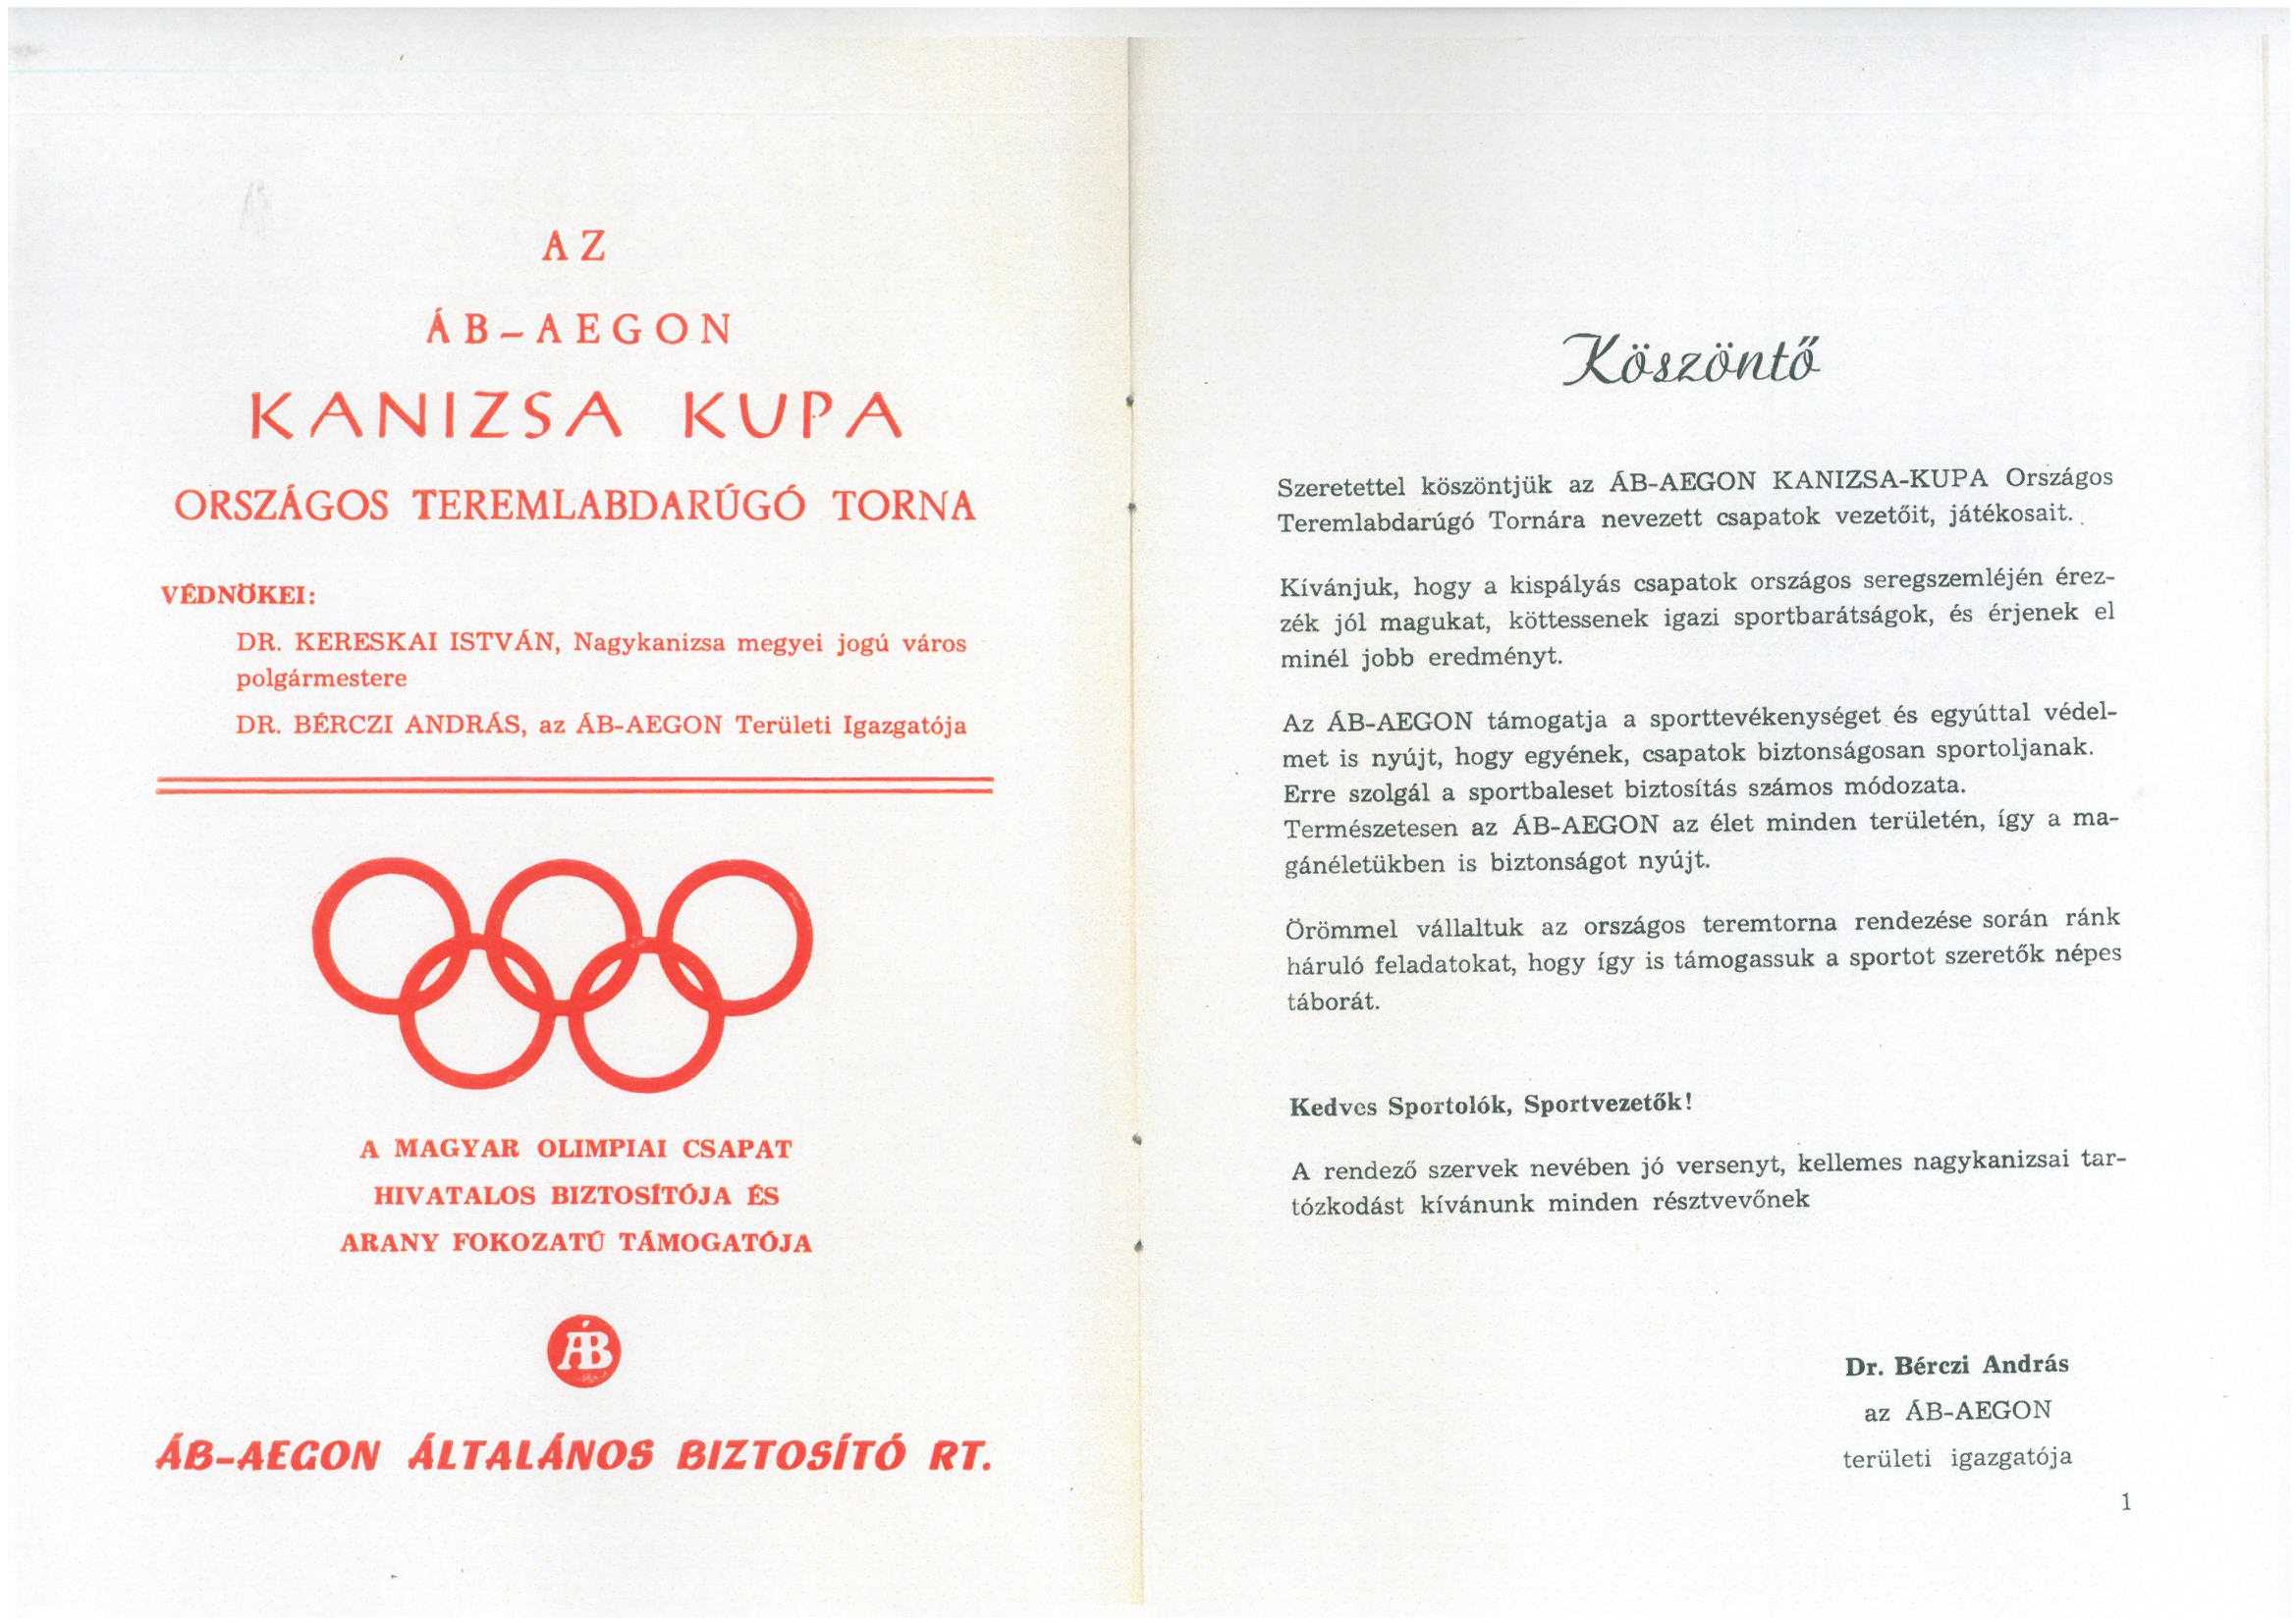 AZ
ÁB-AEGON
KANIZSA KUPA
ORSZÁGOS TEREMLABDARÚGÓ TORNA
VÉDNÖKEI:
DR. KERESKAI ISTVÁN, Nagykanizsa megyei jogú város
polgármestere
DR. BÉRCZI ANDRÁS, az ÁB-AEGON Területi Igazgatója
A MAGYAR OLIMPIAI CSAPAT
HIVATALOS BIZTOSÍTÓJA ÉS
ARANY FOKOZATÚ TÁMOGATÓJA
ÁB
ÁB-AEGON ÁLTALÁNOS BIZTOSÍTÓ RT.
Köszöntő
Szeretettel köszöntjük az ÁB-AEGON KANIZSA-KUPA Országos
Teremlabdarúgó Tornára nevezett csapatok vezetőit, játékosait.
Kívánjuk, hogy a kispályás csapatok országos seregszemléjén érez-
zék jól magukat, köttessenek igazi sportbarátságok, és érjenek el
minél jobb eredményt.
Az ÁB-AEGON támogatja a sporttevékenységet és egyúttal védel-
met is nyújt, hogy egyének, csapatok biztonságosan sportoljanak.
Erre szolgál a sportbaleset biztosítás számos módozata.
Természetesen az ÁB-AEGON az élet minden területén, így a ma-
gánéletükben is biztonságot nyújt.
Örömmel vállaltuk az országos teremtorna rendezése során ránk
háruló feladatokat, hogy így is támogassuk a sportot szeretők népes
táborát.
Kedves Sportolók, Sportvezetők!
A rendező szervek nevében jó versenyt, kellemes nagykanizsai tar-
tózkodást kívánunk minden résztvevőnek
Dr. Bérczi András
az ÁB-AEGON
területi igazgatója
1